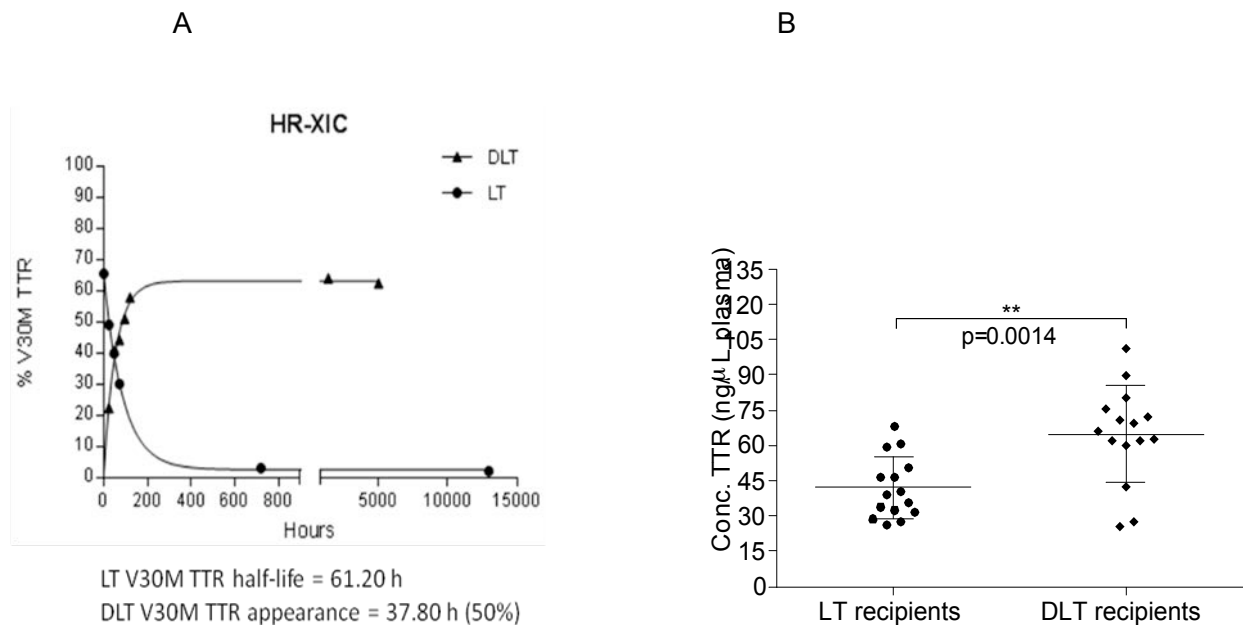 A
B
HR-XIC
DLT
LT
% V30M TTR
100
90
80
70
60
50
40
30
20
10
0
0 200 400 600 800 5000 10000 15000
Hours
LT V30M TTR half-life = 61.20 h
DLT V30M TTR appearance = 37.80 h (50%)
Conc. TTR (ng/μL plasma)
135
120
105
90
75
60
45
30
15
0
**
p=0.0014
LT recipients DLT recipients